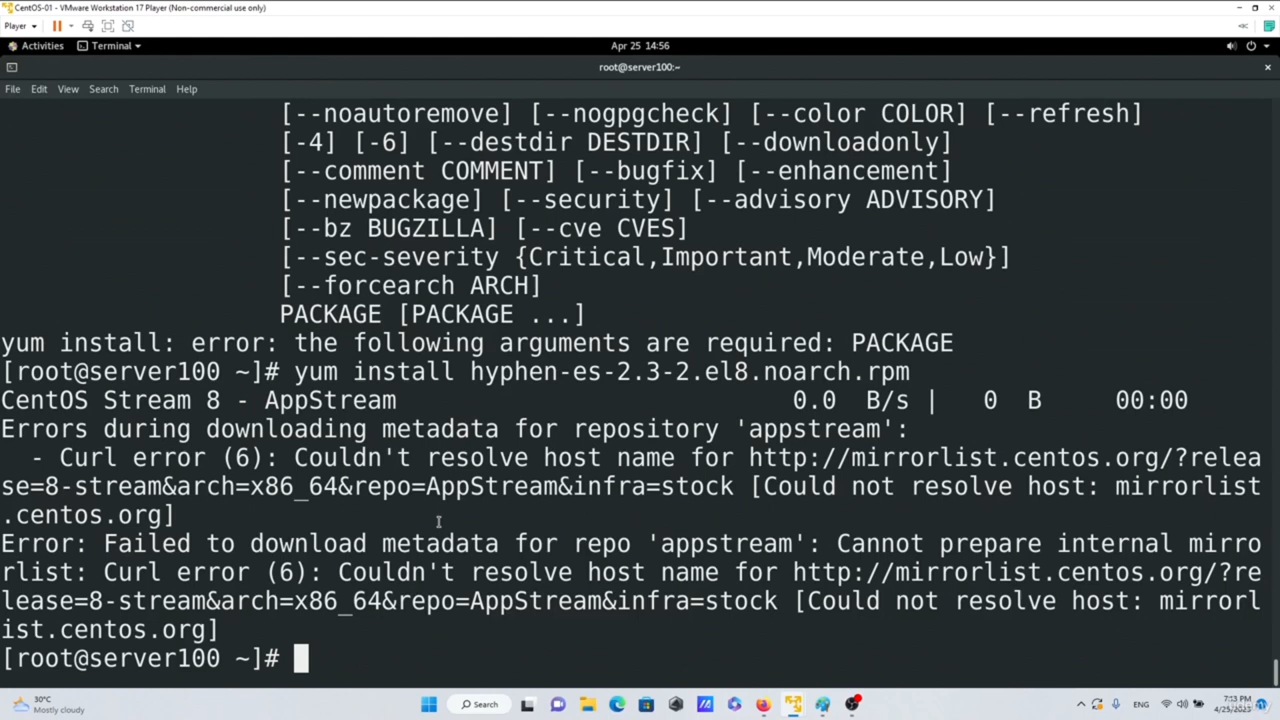 CentOS-01 - VMware Workstation 17 Player (Non-commercial use only)
Player
Activities
Terminal
Apr 25 14:56
root@server100:~
File Edit View Search Terminal Help
[--noautoremove] [--nogpgcheck] [--color COLOR] [--refresh]
[-4] [-6] [--destdir DESTDIR] [--downloadonly]
[--comment COMMENT] [--bugfix] [--enhancement]
[--newpackage] [--security] [--advisory ADVISORY]
[--bz BUGZILLA] [--cve CVES]
[--sec-severity {Critical,Important,Moderate,Low}]
[--forcearch ARCH]
PACKAGE [PACKAGE ...]
yum install: error: the following arguments are required: PACKAGE
[root@server100 ~]# yum install hyphen-es-2.3-2.el8.noarch.rpm
CentOS Stream 8 - AppStream 0.0 B/s | 0 B 00:00
Errors during downloading metadata for repository 'appstream':
- Curl error (6): Couldn't resolve host name for http://mirrorlist.centos.org/?relea
se=8-stream&arch=x86_64&repo=AppStream&infra=stock [Could not resolve host: mirrorlist
.centos.org]
Error: Failed to download metadata for repo 'appstream': Cannot prepare internal mirro
rlist: Curl error (6): Couldn't resolve host name for http://mirrorlist.centos.org/?re
lease=8-stream&arch=x86_64&repo=AppStream&infra=stock [Could not resolve host: mirrorl
ist.centos.org]
[root@server100 ~]#
30°C
Mostly cloudy
Search
ENG
7:13 PM
4/25/2023